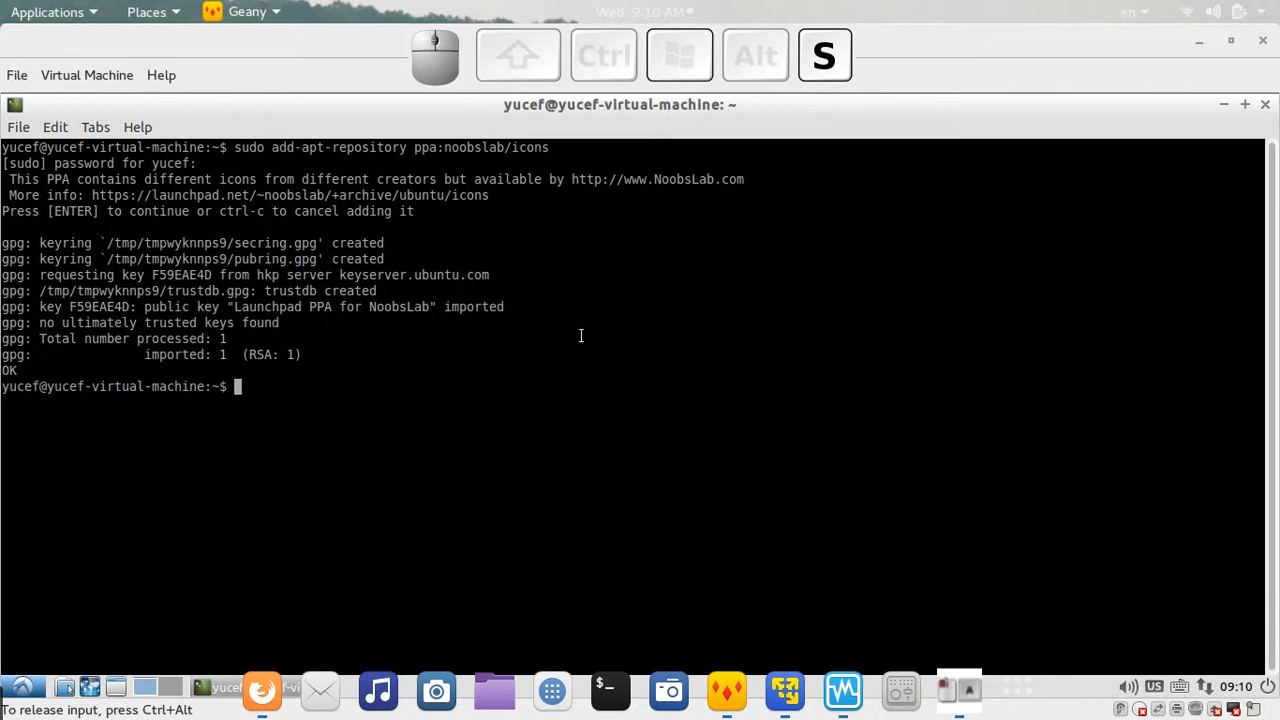 Applications Places Geany Wed 9:10 AM en
Ctrl Alt S
File Virtual Machine Help
yucef@yucef-virtual-machine: ~
File Edit Tabs Help
yucef@yucef-virtual-machine:~$ sudo add-apt-repository ppa:noobslab/icons
[sudo] password for yucef:
This PPA contains different icons from different creators but available by http://www.NoobsLab.com
More info: https://launchpad.net/~noobslab/+archive/ubuntu/icons
Press [ENTER] to continue or ctrl-c to cancel adding it
gpg: keyring `/tmp/tmpwyknnps9/secring.gpg' created
gpg: keyring `/tmp/tmpwyknnps9/pubring.gpg' created
gpg: requesting key F59EAE4D from hkp server keyserver.ubuntu.com
gpg: /tmp/tmpwyknnps9/trustdb.gpg: trustdb created
gpg: key F59EAE4D: public key "Launchpad PPA for NoobsLab" imported
gpg: no ultimately trusted keys found
gpg: Total number processed: 1
gpg: imported: 1 (RSA: 1)
OK
yucef@yucef-virtual-machine:~$
$ A US 09:10
To release input, press Ctrl+Alt